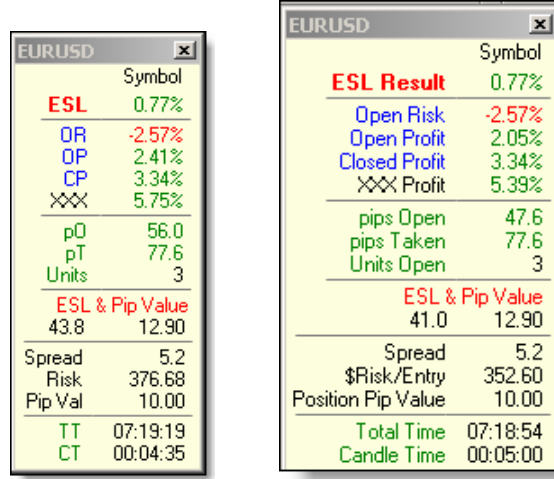 EURUSD
Symbol
ESL 0.77%
OR -2.57%
OP 2.41%
CP 3.34%
XXX 5.75%
pO 56.0
pT 77.6
Units 3
ESL & Pip Value
43.8 12.90
Spread 5.2
Risk 376.68
Pip Val 10.00
TT 07:19:19
CT 00:04:35
EURUSD
Symbol
ESL Result 0.77%
Open Risk -2.57%
Open Profit 2.05%
Closed Profit 3.34%
XXX Profit 5.39%
pips Open 47.6
pips Taken 77.6
Units Open 3
ESL & Pip Value
41.0 12.90
Spread 5.2
$Risk/Entry 352.60
Position Pip Value 10.00
Total Time 07:18:54
Candle Time 00:05:00